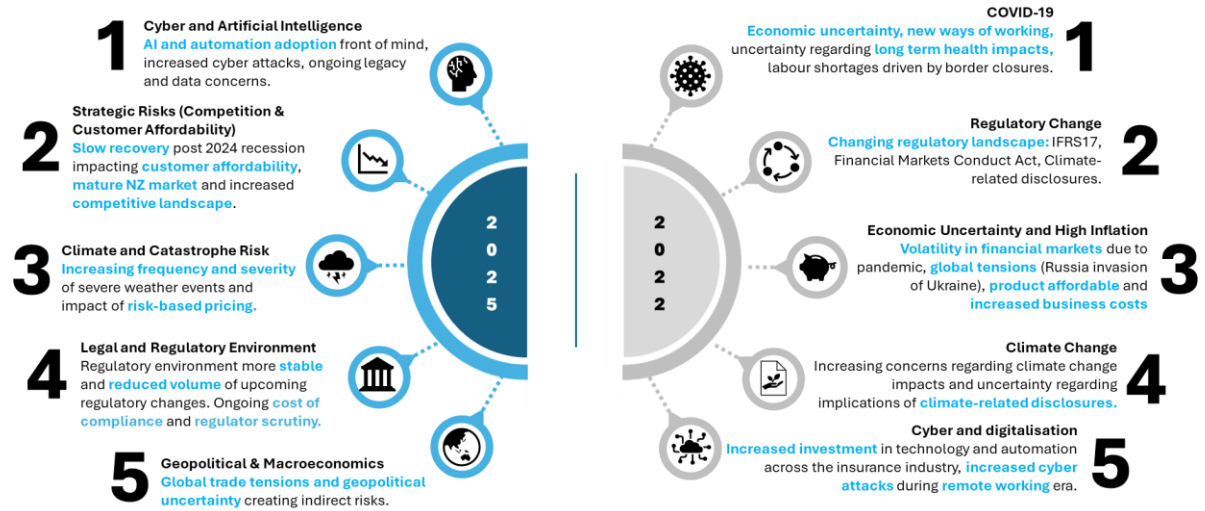 1
Cyber and Artificial Intelligence
AI and automation adoption front of mind,
increased cyber attacks, ongoing legacy
and data concerns.
2
Strategic Risks (Competition &
Customer Affordability)
Slow recovery post 2024 recession
impacting customer affordability,
mature NZ market and increased
competitive landscape.
3
Climate and Catastrophe Risk
Increasing frequency and severity
of severe weather events and
impact of risk-based pricing.
4
Legal and Regulatory Environment
Regulatory environment more stable
and reduced volume of upcoming
regulatory changes. Ongoing cost of
compliance and regulator scrutiny.
5
Geopolitical & Macroeconomics
Global trade tensions and geopolitical
uncertainty creating indirect risks.
2
0
2
5
2
0
2
2
COVID-19
Economic uncertainty, new ways of working,
uncertainty regarding long term health impacts,
labour shortages driven by border closures.
1
Regulatory Change
Changing regulatory landscape: IFRS17,
Financial Markets Conduct Act, Climate-
related disclosures.
2
Economic Uncertainty and High Inflation
Volatility in financial markets due to
pandemic, global tensions (Russia invasion
of Ukraine), product affordable and
increased business costs
3
Climate Change
Increasing concerns regarding climate change
impacts and uncertainty regarding
implications of climate-related disclosures.
4
Cyber and digitalisation
Increased investment in technology and automation
across the insurance industry, increased cyber
attacks during remote working era.
5